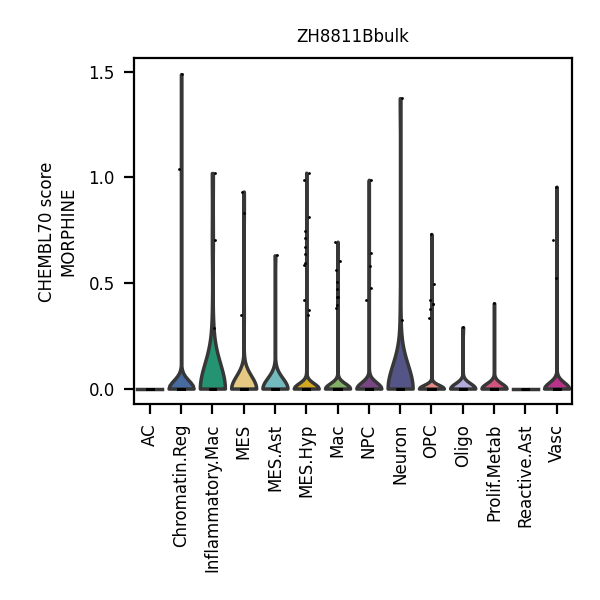 ZH8811Bbulk
CHEMBL70 score
MORPHINE
1.5
1.0
0.5
0.0
AC
Chromatin.Reg
Inflammatory.Mac
MES
MES.Ast
MES.Hyp
Mac
NPC
Neuron
OPC
Oligo
Prolif.Metab
Reactive.Ast
Vasc